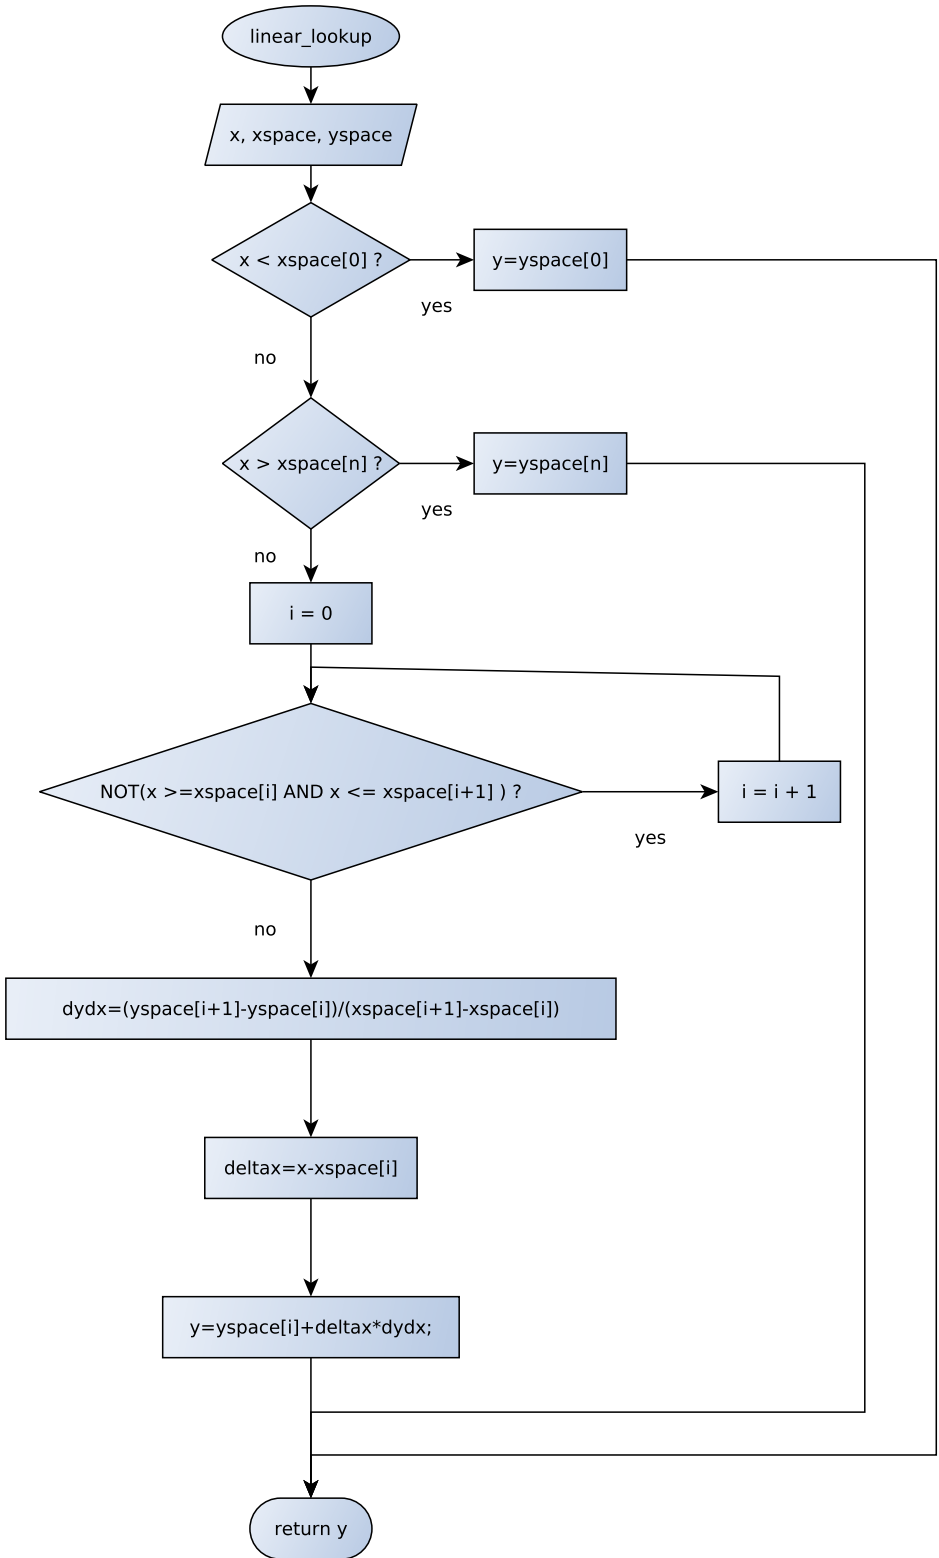 linear_lookup
x, xspace, yspace
x < xspace[0] ?
y=yspace[0]
yes
no
x > xspace[n] ?
y=yspace[n]
yes
no
i = 0
NOT(x >=xspace[i] AND x <= xspace[i+1] ) ?
i = i + 1
yes
no
dydx=(yspace[i+1]-yspace[i])/(xspace[i+1]-xspace[i])
deltax=x-xspace[i]
y=yspace[i]+deltax*dydx;
return y